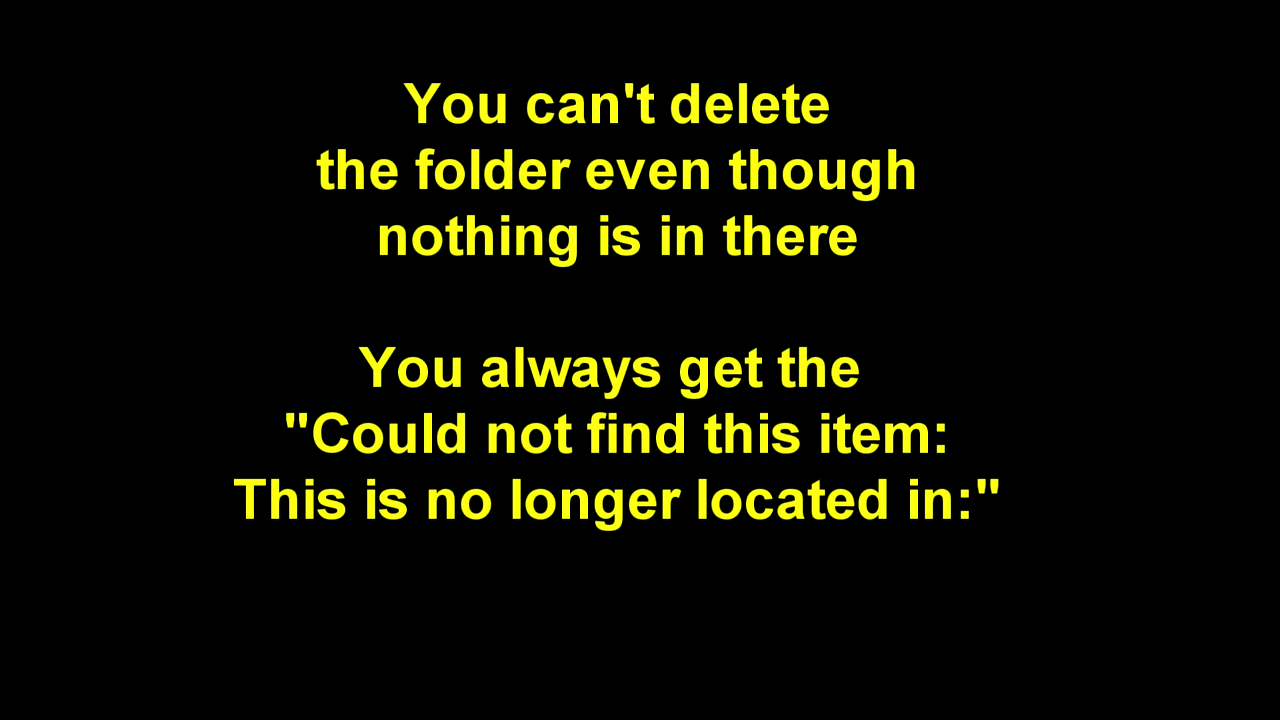 You can't delete
the folder even though
nothing is in there
You always get the
"Could not find this item:
This is no longer located in:"